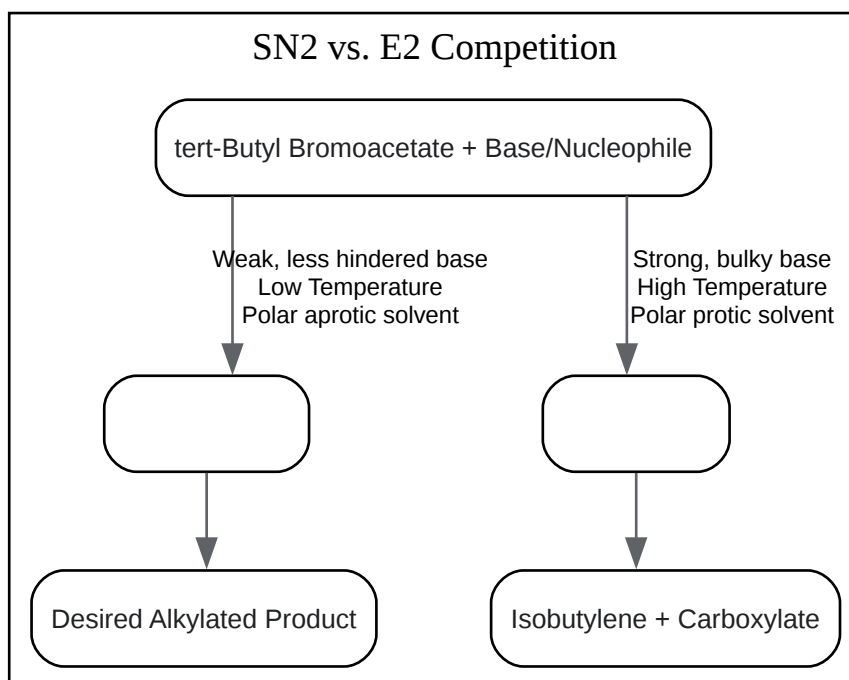 SN2 vs. E2 Competition
tert-Butyl Bromoacetate + Base/Nucleophile
Weak, less hindered base
Low Temperature
Polar aprotic solvent
Strong, bulky base
High Temperature
Polar protic solvent
Desired Alkylated Product
Isobutylene + Carboxylate